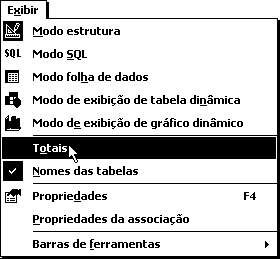 Exibir
Modo estrutura
SQL Modo SQL
Modo folha de dados
Modo de exibição de tabela dinâmica
Modo de exibição de gráfico dinâmico
Totais
Nomes das tabelas
Propriedades F4
Propriedades da associação
Barras de ferramentas